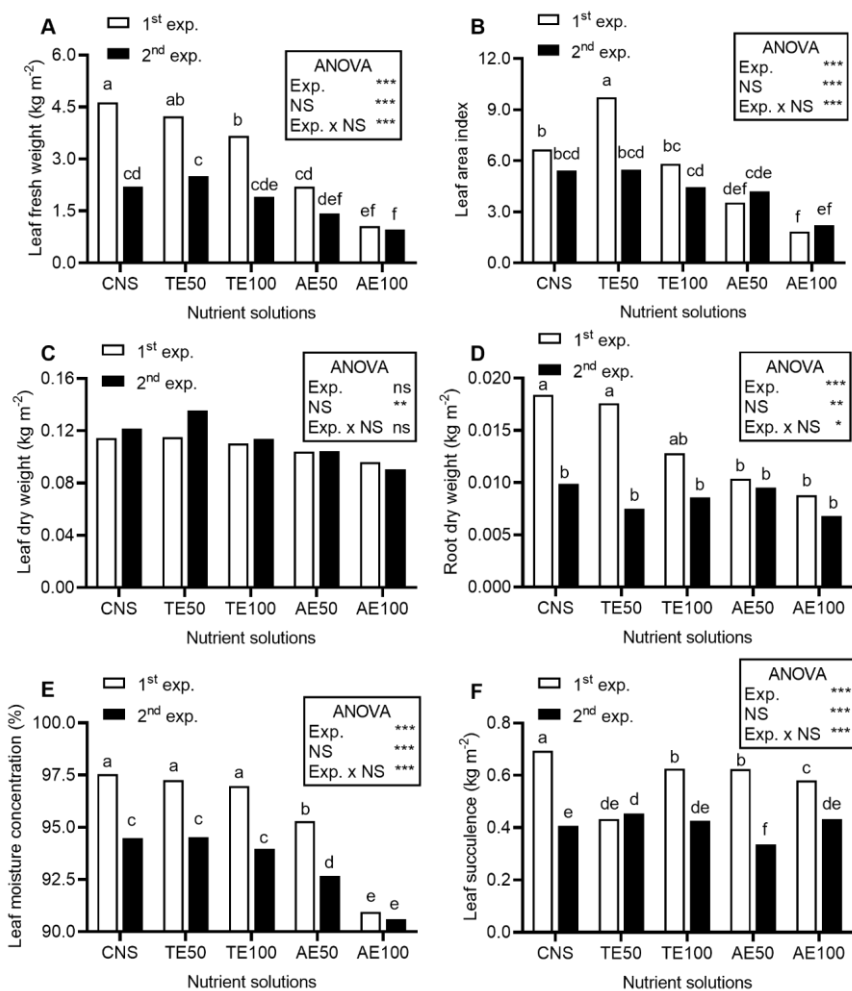 A
1st exp.
2nd exp.
ANOVA
Exp. ***
NS ***
Exp. x NS ***
Leaf fresh weight (kg m-2)
6.0
4.5
3.0
1.5
0.0
a
cd
ab
c
b
cde
cd
def
ef
f
CNS TE50 TE100 AE50 AE100
Nutrient solutions
B
1st exp.
2nd exp.
ANOVA
Exp. ***
NS ***
Exp. x NS ***
Leaf area index
12.0
9.0
6.0
3.0
0.0
b
bcd
a
bcd
bc
cd
def
cde
f
ef
CNS TE50 TE100 AE50 AE100
Nutrient solutions
C
1st exp.
2nd exp.
ANOVA
Exp. ns
NS **
Exp. x NS ns
Leaf dry weight (kg m-2)
0.16
0.12
0.08
0.04
0.00
CNS TE50 TE100 AE50 AE100
Nutrient solutions
D
1st exp.
2nd exp.
ANOVA
Exp. ***
NS **
Exp. x NS *
Root dry weight (kg m-2)
0.020
0.015
0.010
0.005
0.000
a
b
a
b
ab
b
b
b
b
b
CNS TE50 TE100 AE50 AE100
Nutrient solutions
E
1st exp.
2nd exp.
ANOVA
Exp. ***
NS ***
Exp. x NS ***
Leaf moisture concentration (%)
100.0
97.5
95.0
92.5
90.0
a
c
a
c
a
c
b
d
e
e
CNS TE50 TE100 AE50 AE100
Nutrient solutions
F
1st exp.
2nd exp.
ANOVA
Exp. ***
NS ***
Exp. x NS ***
Leaf succulence (kg m-2)
0.8
0.6
0.4
0.2
0.0
a
e
de
d
b
de
b
f
c
de
CNS TE50 TE100 AE50 AE100
Nutrient solutions